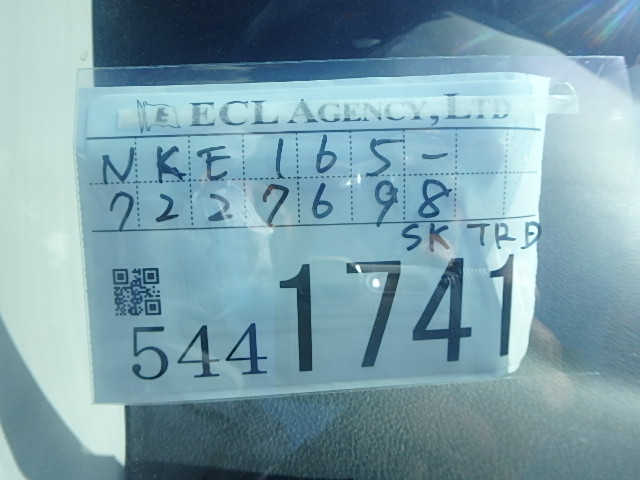 E ECL AGENCY, LTD
NKE165-
7227698
SK TRD
544 1741